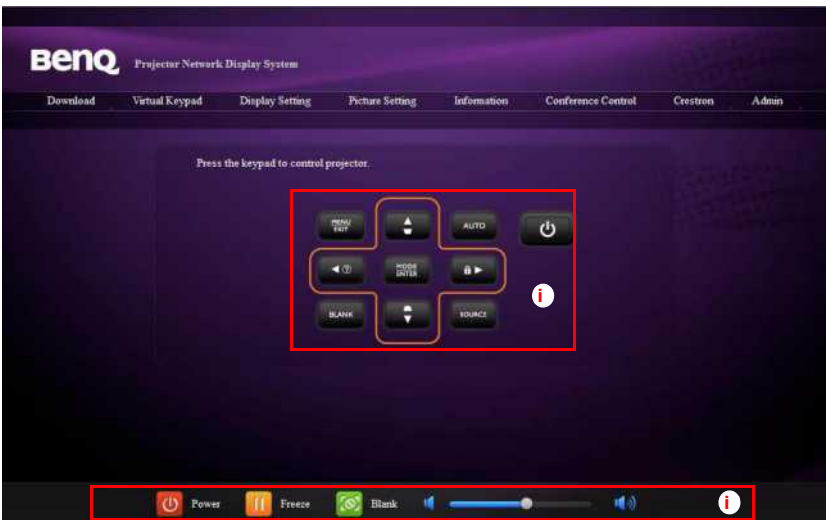 BenQ Projector Network Display System
Download Virtual Keypad Display Setting Picture Setting Information Conference Control Crestron Admin
Press the keypad to control projector.
MENU EXIT AUTO
MODE ENTER
BLANK SOURCE
i
Power Freeze Blank i